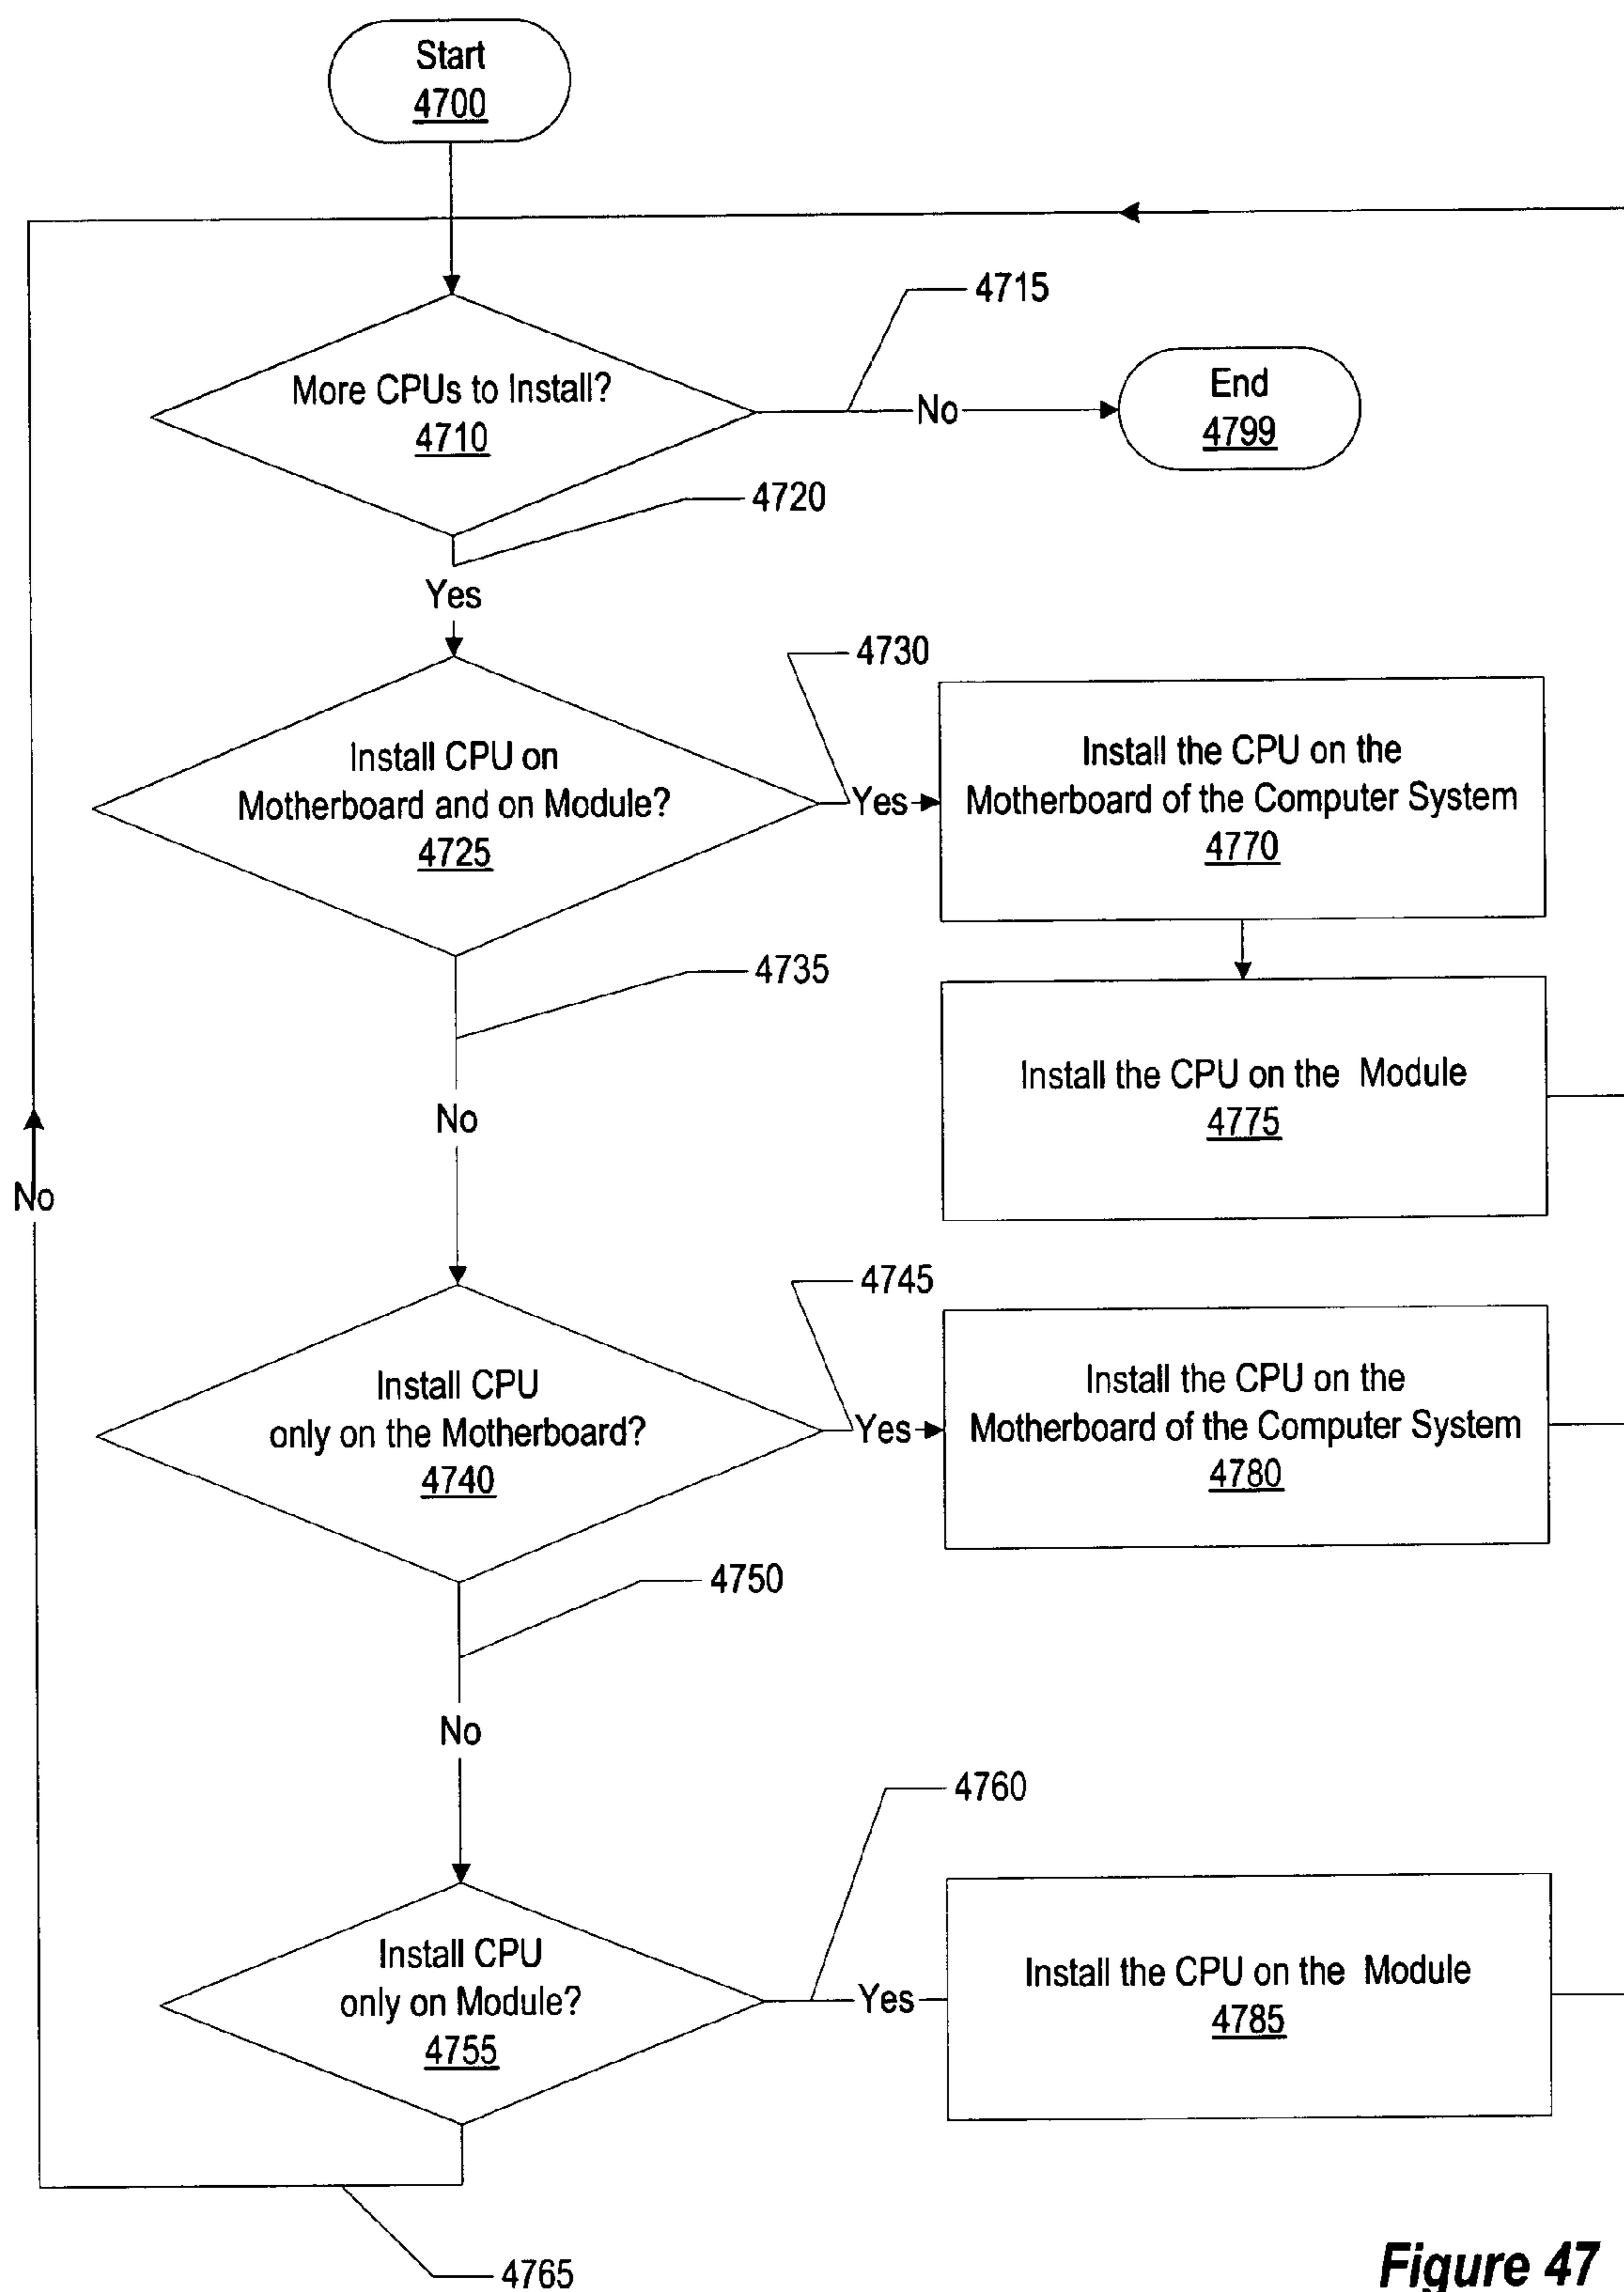 Start
4700
4715
More CPUs to Install?
4710
No
End
4799
4720
Yes
4730
Install CPU on
Motherboard and on Module?
4725
Yes
Install the CPU on the
Motherboard of the Computer System
4770
4735
No
Install the CPU on the Module
4775
No
4745
Install CPU
only on the Motherboard?
4740
Yes
Install the CPU on the
Motherboard of the Computer System
4780
4750
No
4760
Install CPU
only on Module?
4755
Yes
Install the CPU on the Module
4785
4765
Figure 47